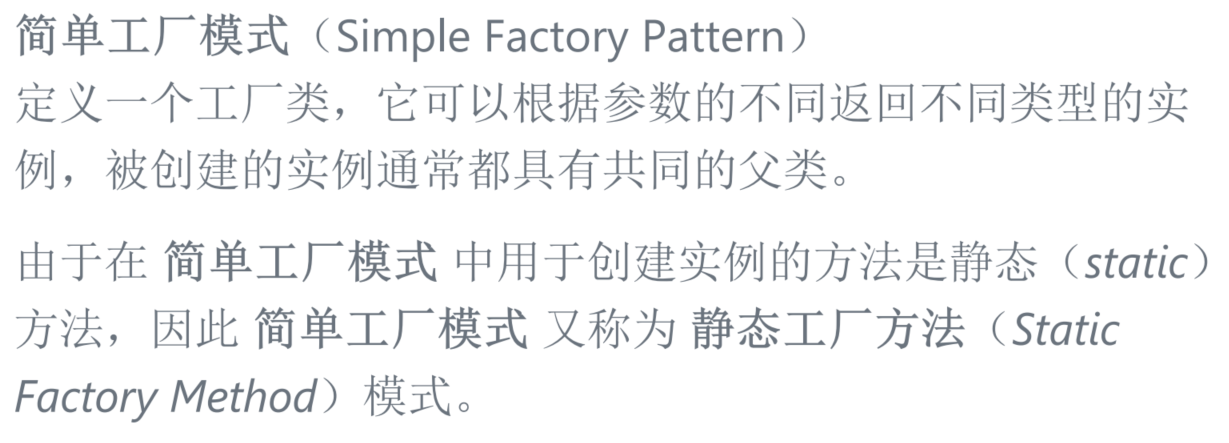 简单工厂模式（Simple Factory Pattern）
定义一个工厂类，它可以根据参数的不同返回不同类型的实
例，被创建的实例通常都具有共同的父类。
由于在 简单工厂模式 中用于创建实例的方法是静态（static）
方法，因此 简单工厂模式 又称为 静态工厂方法（Static
Factory Method）模式。